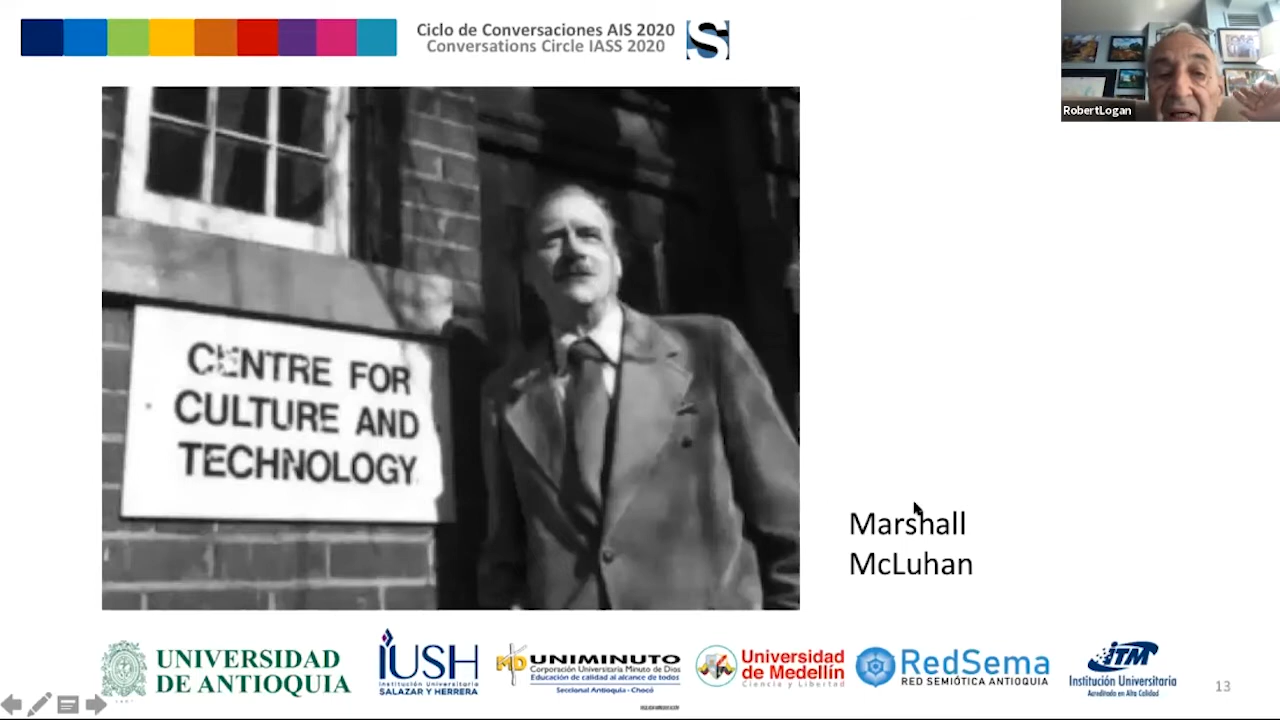 Ciclo de Conversaciones AIS 2020
Conversations Circle IASS 2020
S
RobertLogan
CENTRE FOR
CULTURE AND
TECHNOLOGY
Marshall
McLuhan
UNIVERSIDAD
DE ANTIOQUIA
IUSH
Institución Universitaria
SALAZAR Y HERRERA
MD UNIMINUTO
Corporación Universitaria Minuto de Dios
Educación de calidad al alcance de todos
Seccional Antioquia - Chocó
Universidad
de Medellín
Ciencia y Libertad
RedSema
RED SEMIÓTICA ANTIOQUIA
iTM
Institución Universitaria
Acreditada en Alta Calidad
13